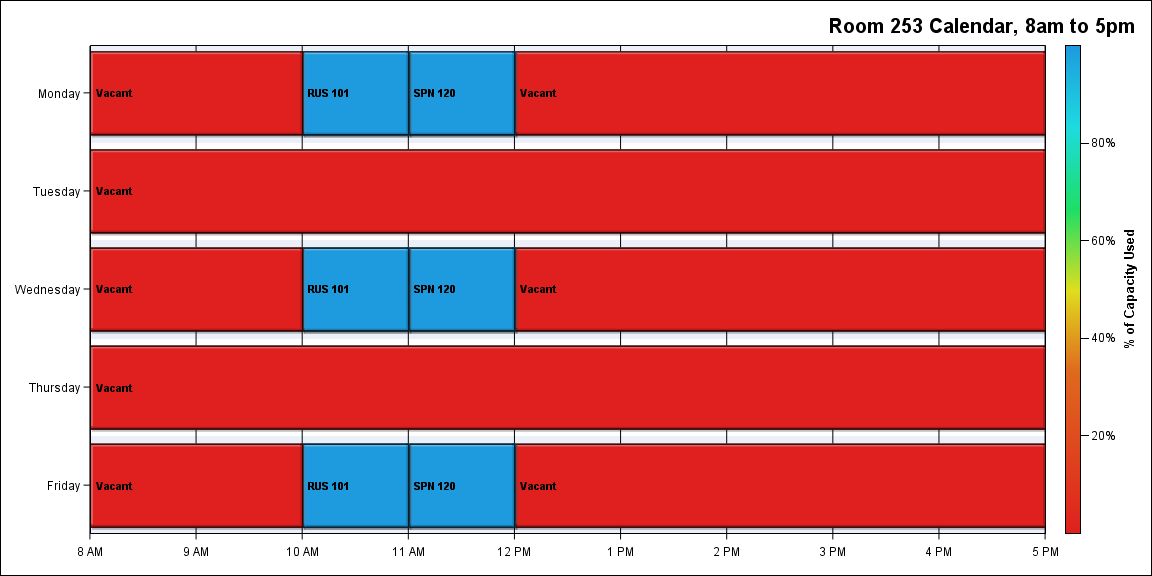 Room 253 Calendar, 8am to 5pm
Monday
Vacant
RUS 101
SPN 120
Vacant
Tuesday
Vacant
Wednesday
Vacant
RUS 101
SPN 120
Vacant
Thursday
Vacant
Friday
Vacant
RUS 101
SPN 120
Vacant
8 AM
9 AM
10 AM
11 AM
12 PM
1 PM
2 PM
3 PM
4 PM
5 PM
80%
60%
40%
20%
% of Capacity Used